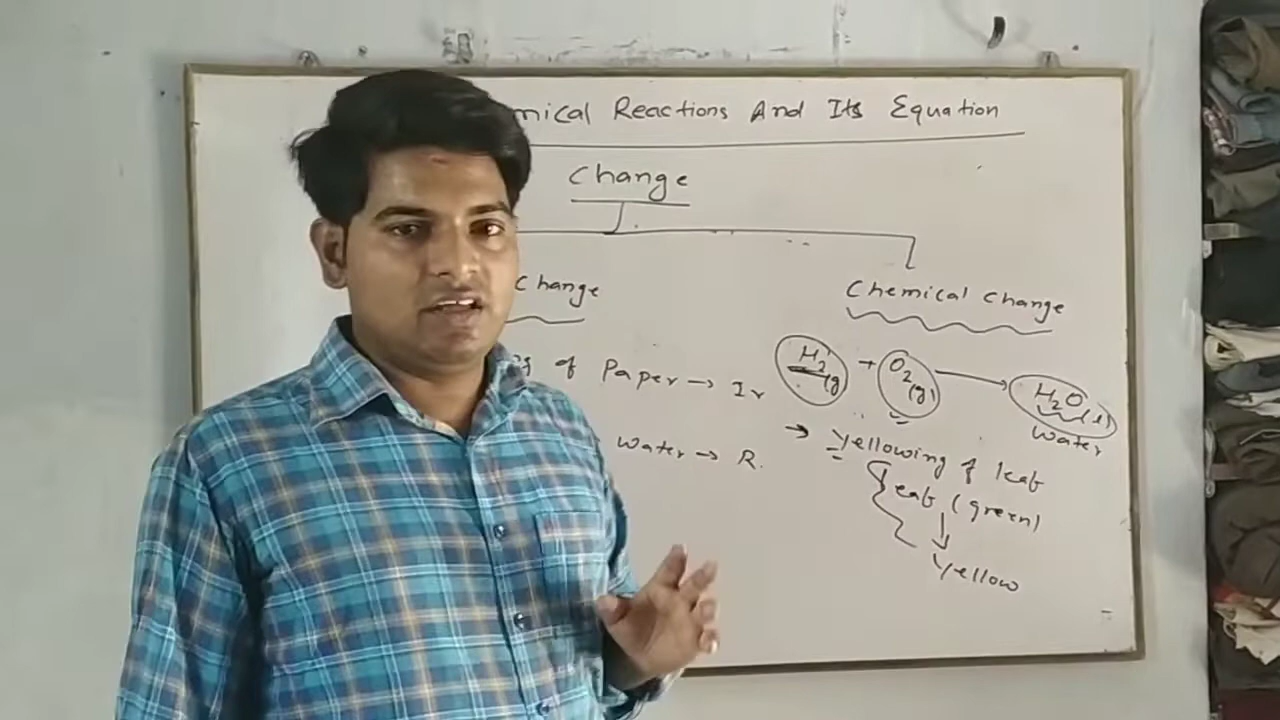 mical Reactions And Its Equation
Change
Change
Chemical Change
of Paper → Ir
H2 (g) + O2 (g) → H2O(l)
Water
Water → R.
→ Yellowing of leaf
leaf (green)
↓
Yellow